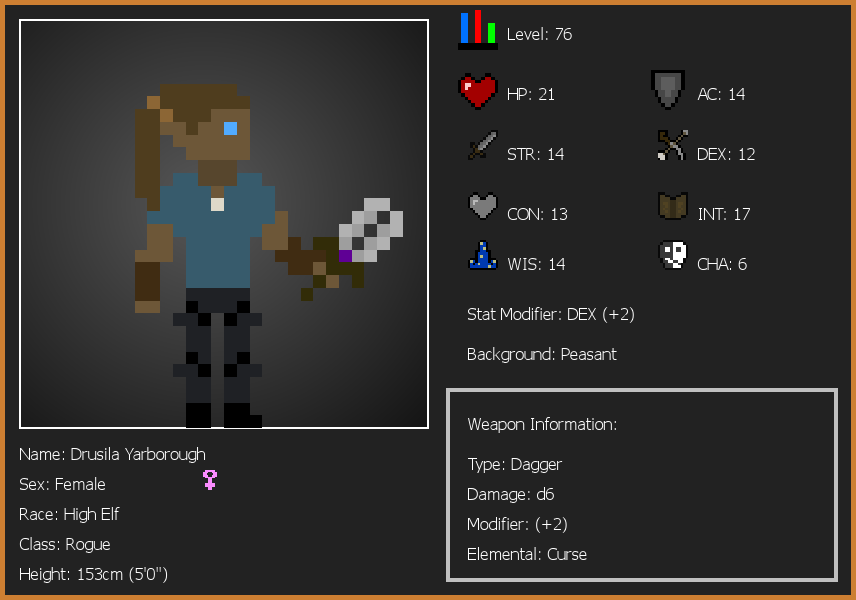 Level: 76
HP: 21
AC: 14
STR: 14
DEX: 12
CON: 13
INT: 17
WIS: 14
CHA: 6
Stat Modifier: DEX (+2)
Background: Peasant
Weapon Information:
Type: Dagger
Damage: d6
Modifier: (+2)
Elemental: Curse
Name: Drusila Yarborough
Sex: Female
Race: High Elf
Class: Rogue
Height: 153cm (5'0")